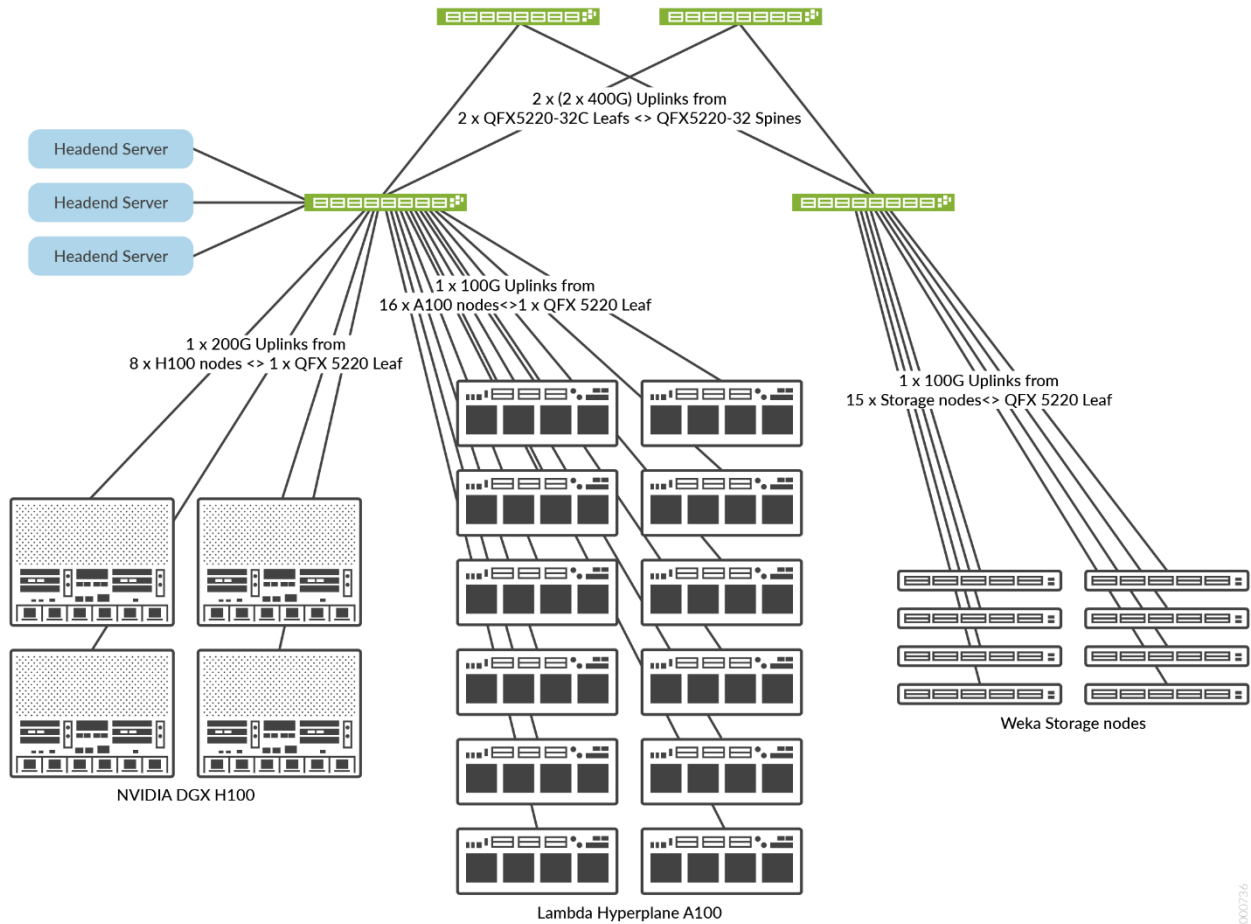 2 x (2 x 400G) Uplinks from
2 x QFX5220-32C Leafs <> QFX5220-32 Spines
Headend Server
Headend Server
Headend Server
1 x 100G Uplinks from
16 x A100 nodes<>1 x QFX 5220 Leaf
1 x 200G Uplinks from
8 x H100 nodes <> 1 x QFX 5220 Leaf
1 x 100G Uplinks from
15 x Storage nodes<> QFX 5220 Leaf
Weka Storage nodes
NVIDIA DGX H100
Lambda Hyperplane A100